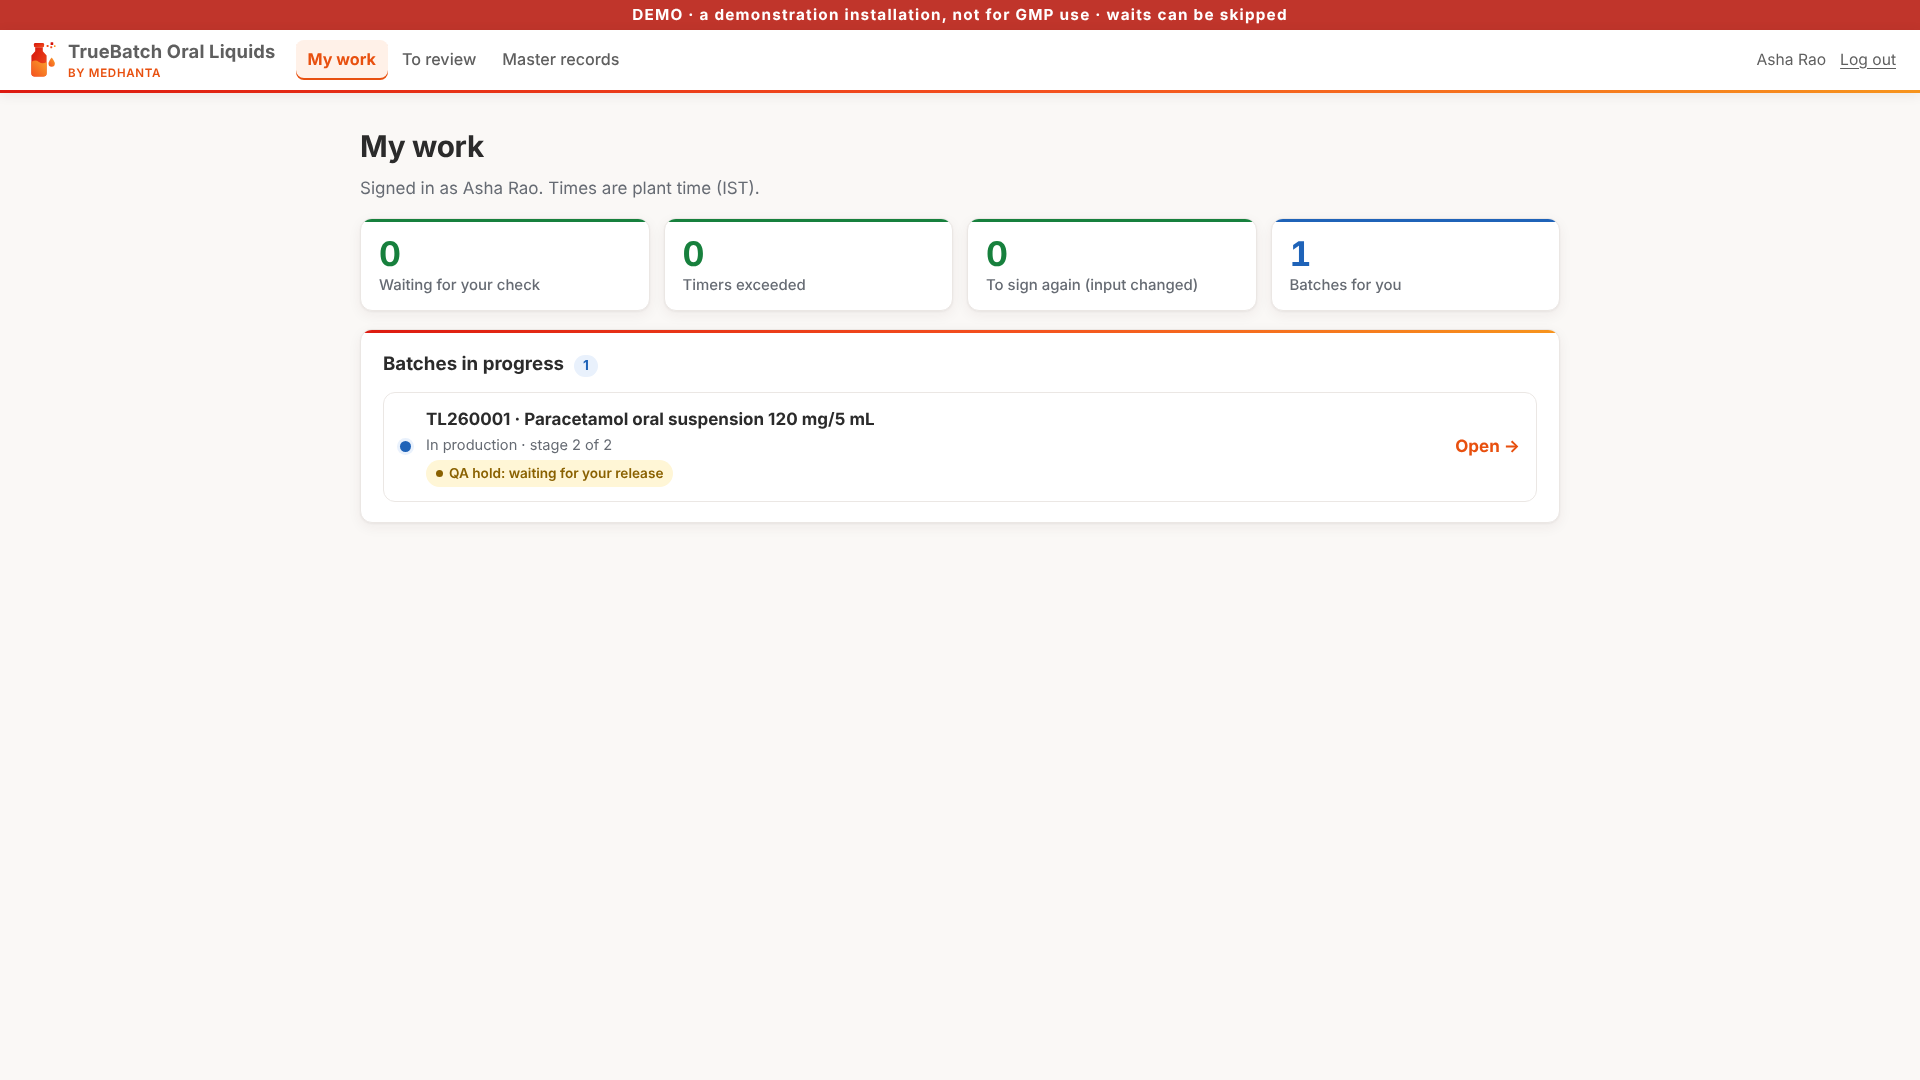 DEMO · a demonstration installation, not for GMP use · waits can be skipped
TrueBatch Oral Liquids
BY MEDHANTA
My work
To review
Master records
Asha Rao
Log out
My work
Signed in as Asha Rao. Times are plant time (IST).
0
Waiting for your check
0
Timers exceeded
0
To sign again (input changed)
1
Batches for you
Batches in progress 1
TL260001 · Paracetamol oral suspension 120 mg/5 mL
In production · stage 2 of 2
QA hold: waiting for your release
Open →